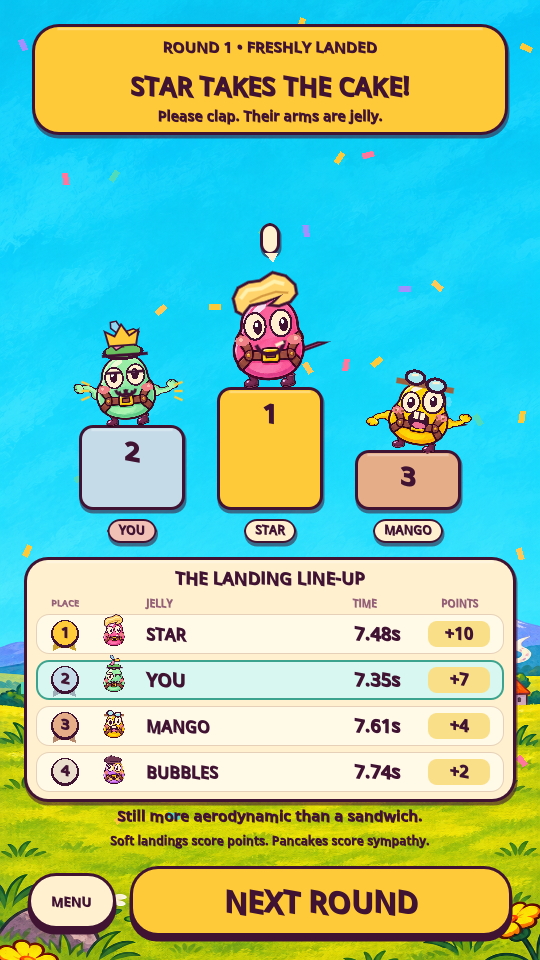 ROUND 1 • FRESHLY LANDED
STAR TAKES THE CAKE!
Please clap. Their arms are jelly.
1
2
3
YOU
STAR
MANGO
THE LANDING LINE-UP
PLACE JELLY TIME POINTS
1 STAR 7.48s +10
2 YOU 7.35s +7
3 MANGO 7.61s +4
4 BUBBLES 7.74s +2
Still more aerodynamic than a sandwich.
Soft landings score points. Pancakes score sympathy.
MENU
NEXT ROUND